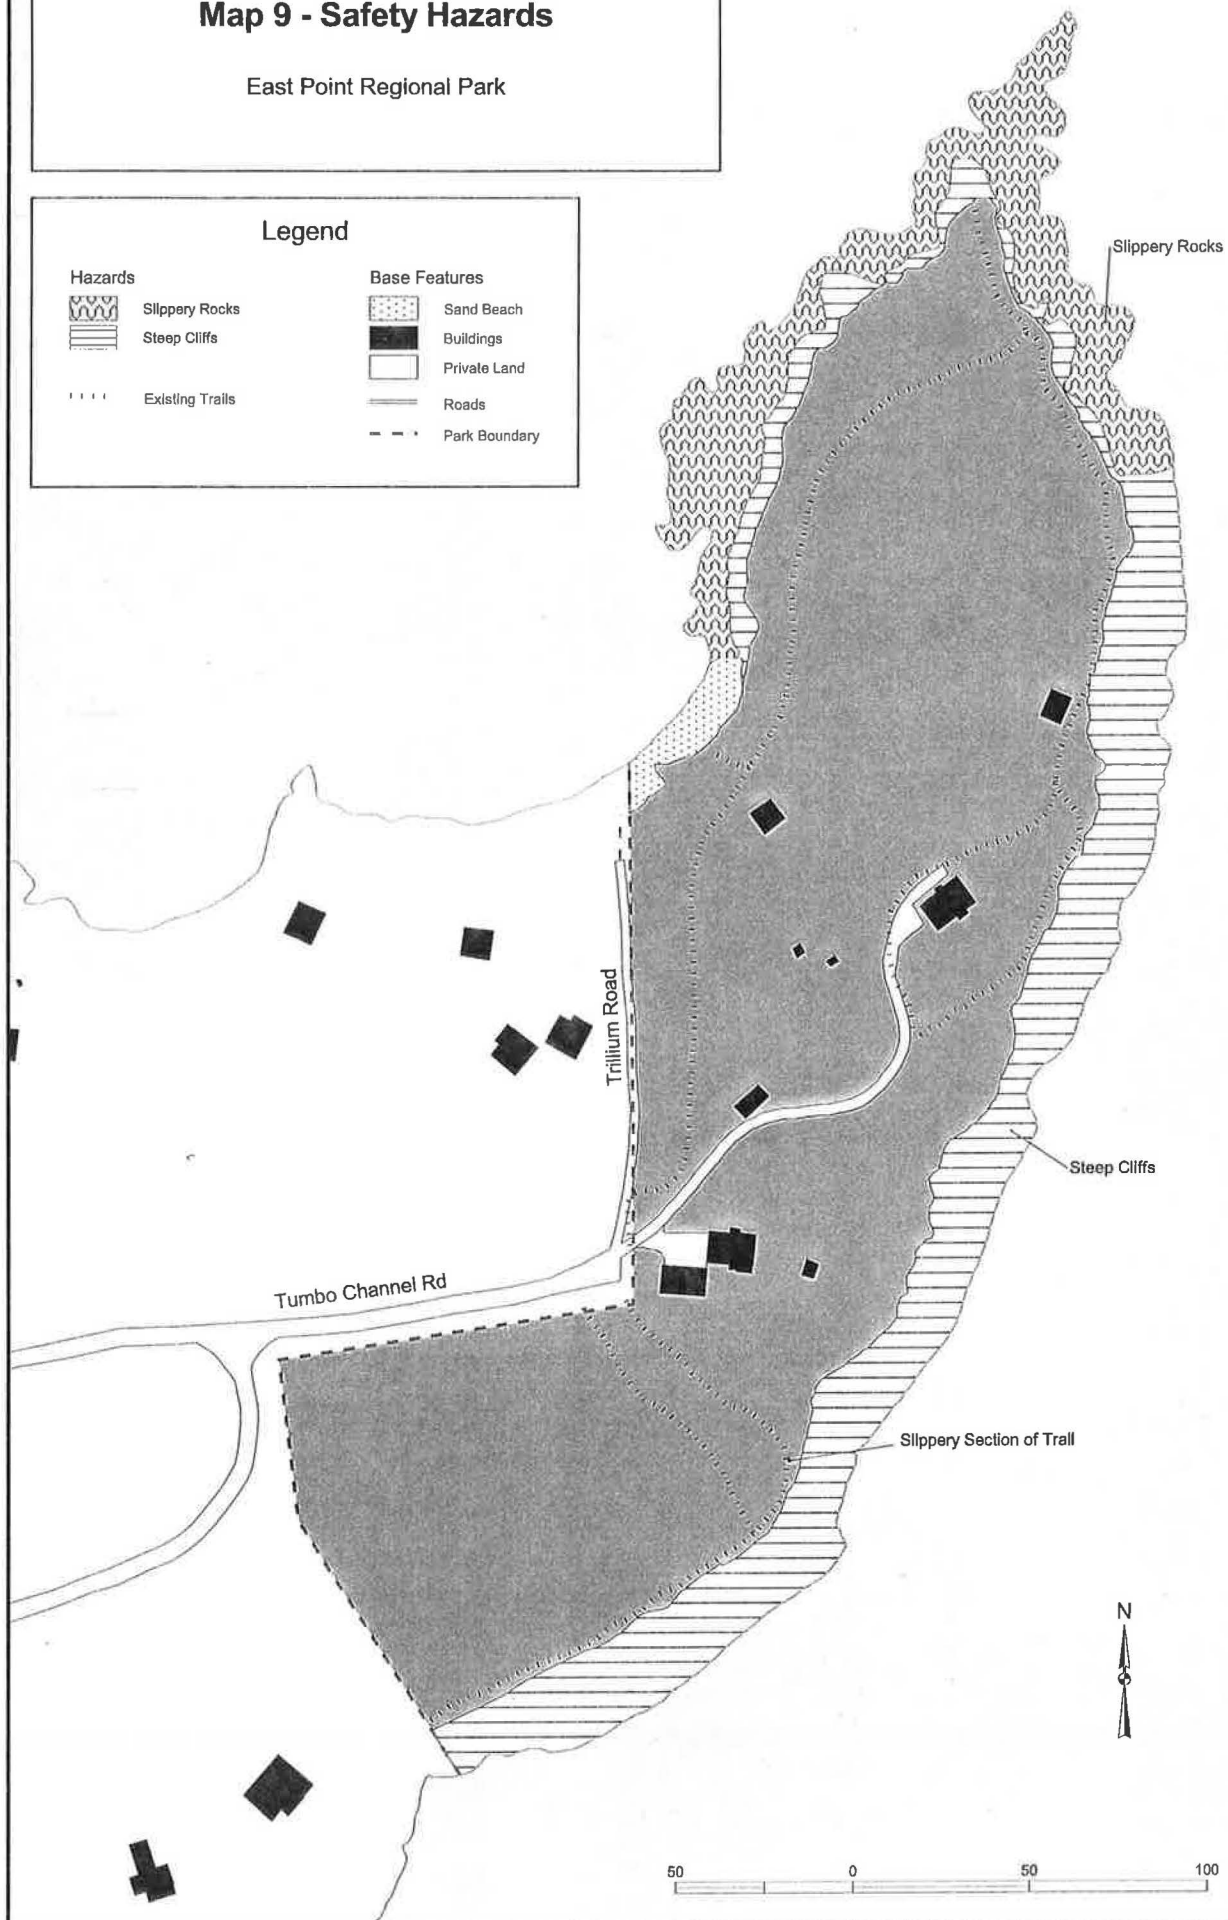 Map 9 - Safety Hazards
East Point Regional Park
Legend
Hazards
Slippery Rocks
Steep Cliffs
Existing Trails
Base Features
Sand Beach
Buildings
Private Land
Roads
Park Boundary
Slippery Rocks
Trillium Road
Steep Cliffs
Tumbo Channel Rd
Slippery Section of Trail
N
50 0 50 100